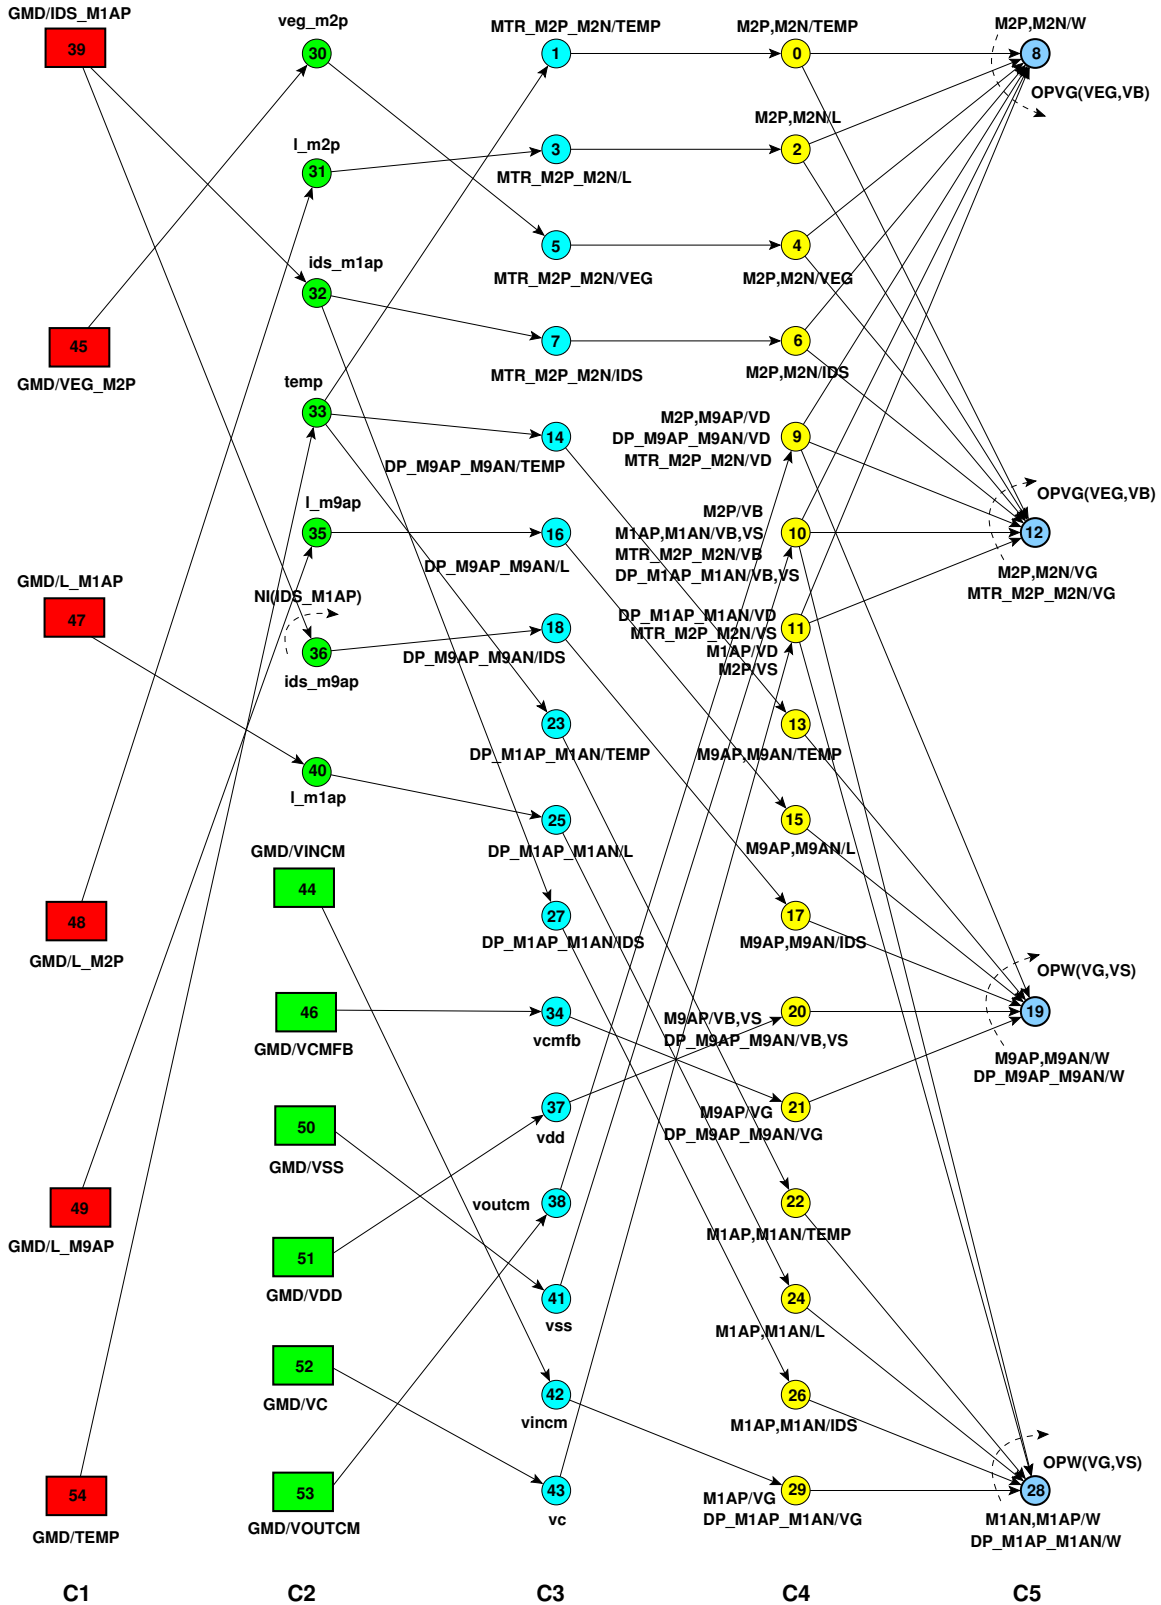 GMD/IDS_M1AP
39
GMD/VEG_M2P
45
GMD/L_M1AP
47
48
GMD/L_M2P
49
GMD/L_M9AP
54
GMD/TEMP
C1
veg_m2p
30
l_m2p
31
ids_m1ap
32
temp
33
l_m9ap
35
NI(IDS_M1AP)
36
ids_m9ap
40
l_m1ap
GMD/VINCM
44
46
GMD/VCMFB
50
GMD/VSS
51
GMD/VDD
52
GMD/VC
53
GMD/VOUTCM
C2
MTR_M2P_M2N/TEMP
1
3
MTR_M2P_M2N/L
5
MTR_M2P_M2N/VEG
7
MTR_M2P_M2N/IDS
14
DP_M9AP_M9AN/TEMP
16
DP_M9AP_M9AN/L
18
DP_M9AP_M9AN/IDS
23
DP_M1AP_M1AN/TEMP
25
DP_M1AP_M1AN/L
27
DP_M1AP_M1AN/IDS
34
vcmfb
37
vdd
38
voutcm
41
vss
42
vincm
43
vc
C3
M2P,M2N/TEMP
0
M2P,M2N/L
2
4
M2P,M2N/VEG
6
M2P,M2N/IDS
M2P,M9AP/VD
DP_M9AP_M9AN/VD
MTR_M2P_M2N/VD
9
M2P/VB
M1AP,M1AN/VB,VS
MTR_M2P_M2N/VB
DP_M1AP_M1AN/VB,VS
10
DP_M1AP_M1AN/VD
MTR_M2P_M2N/VS
M1AP/VD
M2P/VS
11
13
M9AP,M9AN/TEMP
15
M9AP,M9AN/L
17
M9AP,M9AN/IDS
20
M9AP/VB,VS
DP_M9AP_M9AN/VB,VS
21
M9AP/VG
DP_M9AP_M9AN/VG
22
M1AP,M1AN/TEMP
24
M1AP,M1AN/L
26
M1AP,M1AN/IDS
29
M1AP/VG
DP_M1AP_M1AN/VG
C4
M2P,M2N/W
8
OPVG(VEG,VB)
OPVG(VEG,VB)
12
M2P,M2N/VG
MTR_M2P_M2N/VG
OPW(VG,VS)
19
M9AP,M9AN/W
DP_M9AP_M9AN/W
OPW(VG,VS)
28
M1AN,M1AP/W
DP_M1AP_M1AN/W
C5